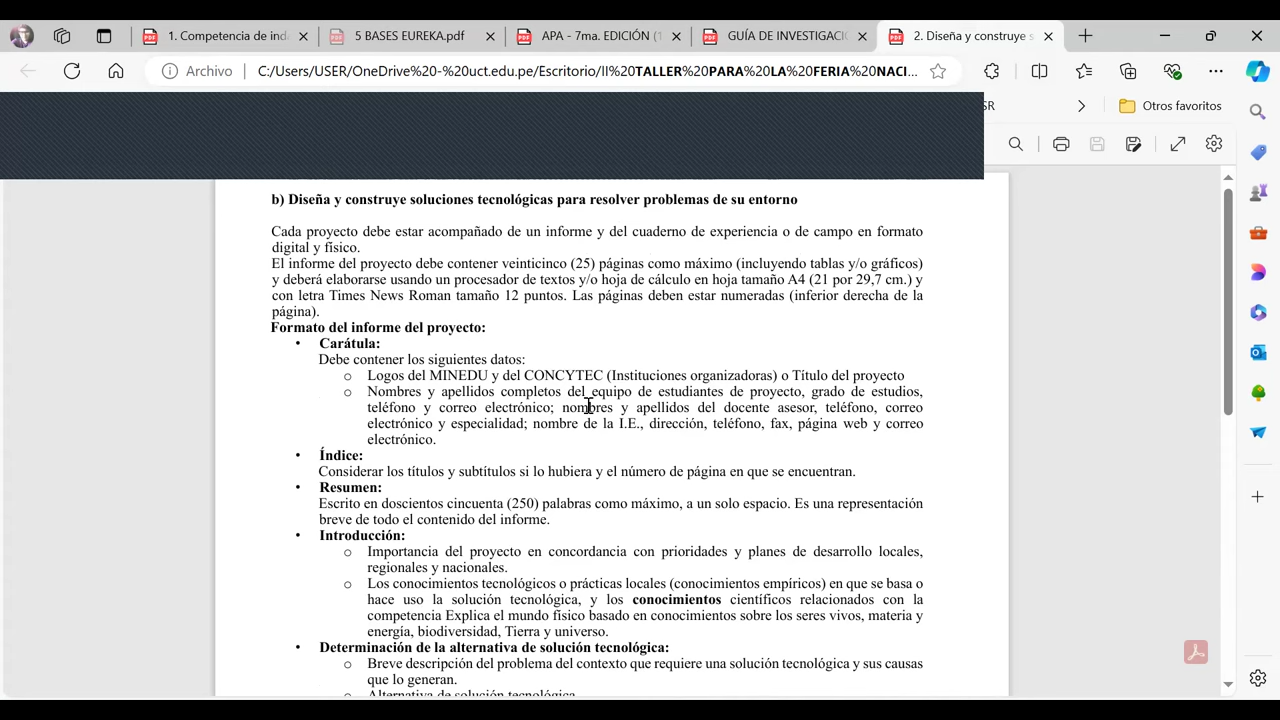 1. Competencia de ind
5 BASES EUREKA.pdf
APA - 7ma. EDICIÓN (1
GUÍA DE INVESTIGACI
2. Diseña y construye s
Archivo
C:/Users/USER/OneDrive%20-%20uct.edu.pe/Escritorio/II%20TALLER%20PARA%20LA%20FERIA%20NACI...
SR
Otros favoritos
b) Diseña y construye soluciones tecnológicas para resolver problemas de su entorno
Cada proyecto debe estar acompañado de un informe y del cuaderno de experiencia o de campo en formato
digital y físico.
El informe del proyecto debe contener veinticinco (25) páginas como máximo (incluyendo tablas y/o gráficos)
y deberá elaborarse usando un procesador de textos y/o hoja de cálculo en hoja tamaño A4 (21 por 29,7 cm.) y
con letra Times News Roman tamaño 12 puntos. Las páginas deben estar numeradas (inferior derecha de la
página).
Formato del informe del proyecto:
• Carátula:
Debe contener los siguientes datos:
o Logos del MINEDU y del CONCYTEC (Instituciones organizadoras) o Título del proyecto
o Nombres y apellidos completos del equipo de estudiantes de proyecto, grado de estudios,
teléfono y correo electrónico; nombres y apellidos del docente asesor, teléfono, correo
electrónico y especialidad; nombre de la I.E., dirección, teléfono, fax, página web y correo
electrónico.
• Índice:
Considerar los títulos y subtítulos si lo hubiera y el número de página en que se encuentran.
• Resumen:
Escrito en doscientos cincuenta (250) palabras como máximo, a un solo espacio. Es una representación
breve de todo el contenido del informe.
• Introducción:
o Importancia del proyecto en concordancia con prioridades y planes de desarrollo locales,
regionales y nacionales.
o Los conocimientos tecnológicos o prácticas locales (conocimientos empíricos) en que se basa o
hace uso la solución tecnológica, y los conocimientos científicos relacionados con la
competencia Explica el mundo físico basado en conocimientos sobre los seres vivos, materia y
energía, biodiversidad, Tierra y universo.
• Determinación de la alternativa de solución tecnológica:
o Breve descripción del problema del contexto que requiere una solución tecnológica y sus causas
que lo generan.
o Alternativa de solución tecnológica.